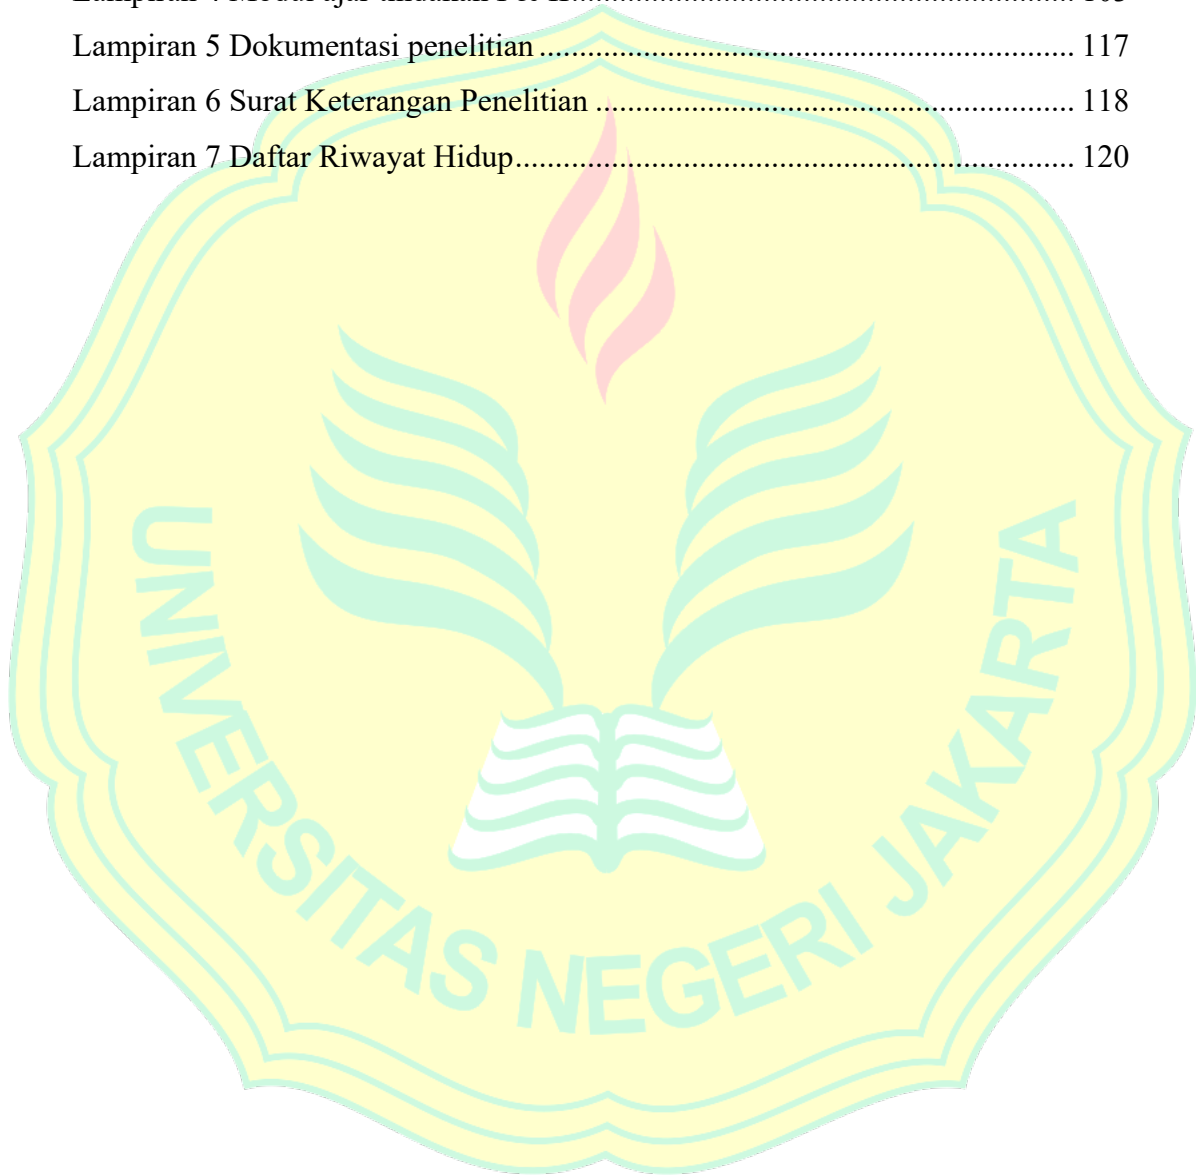 Lampiran 5 Dokumentasi penelitian ................................................................... 117
Lampiran 6 Surat Keterangan Penelitian ............................................................ 118
Lampiran 7 Daftar Riwayat Hidup...................................................................... 120
UNIVERSITAS NEGERI JAKARTA